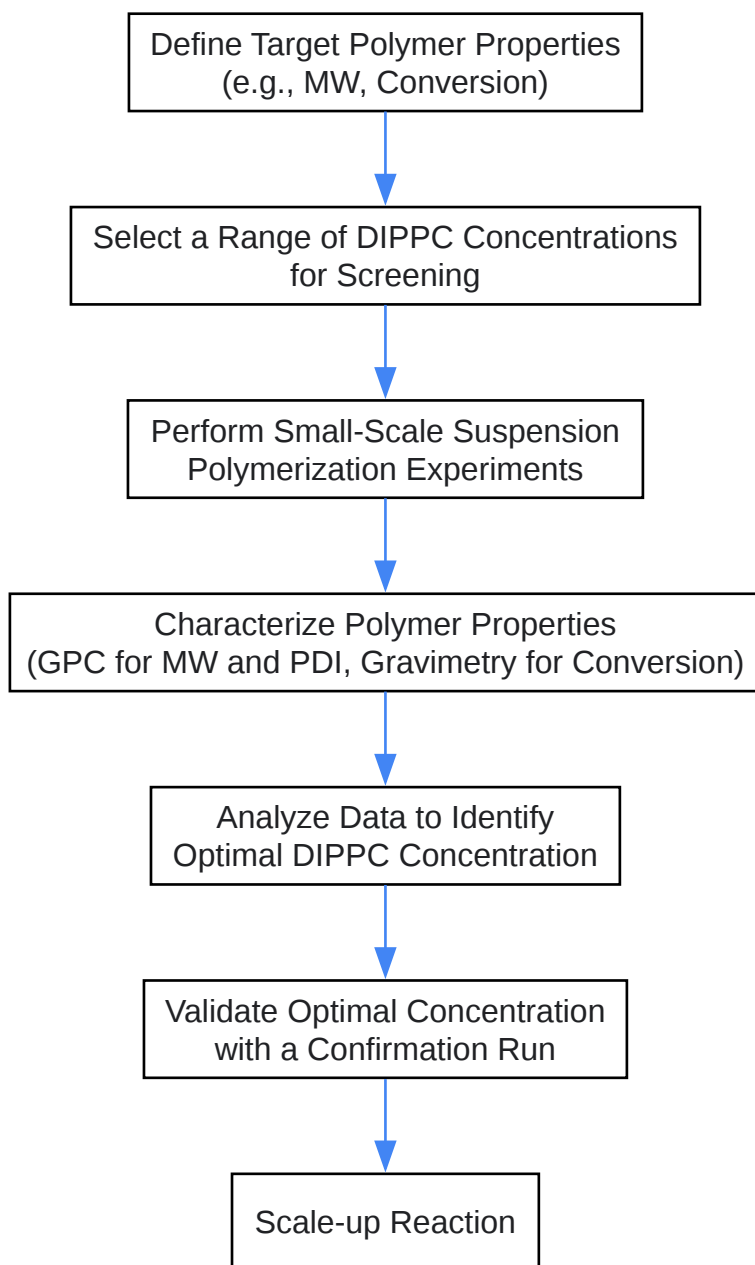 Define Target Polymer Properties
(e.g., MW, Conversion)
Select a Range of DIPPC Concentrations
for Screening
Perform Small-Scale Suspension
Polymerization Experiments
Characterize Polymer Properties
(GPC for MW and PDI, Gravimetry for Conversion)
Analyze Data to Identify
Optimal DIPPC Concentration
Validate Optimal Concentration
with a Confirmation Run
Scale-up Reaction